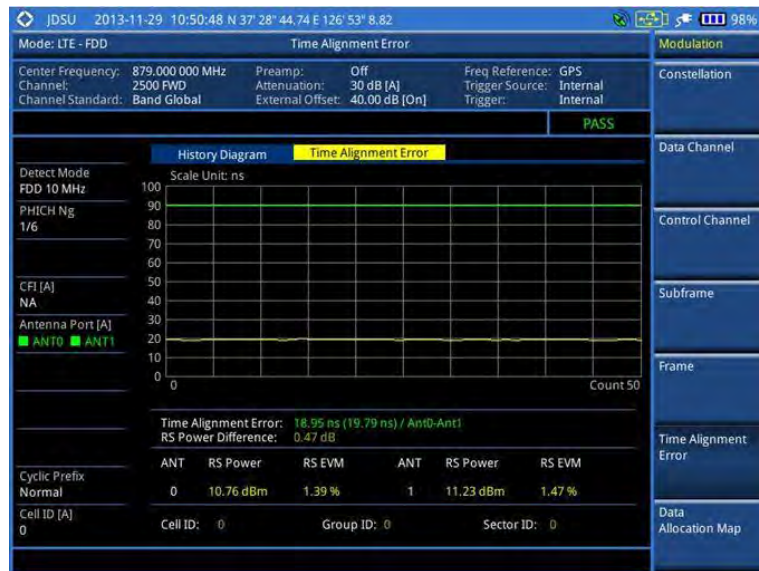 JDSU 2013-11-29 10:50:48 N 37' 28" 44.74 E 126' 53" 8.82 98%
Mode: LTE - FDD Time Alignment Error Modulation
Center Frequency: 879.000 000 MHz Preamp: Off Freq Reference: GPS
Channel: 2500 FWD Attenuation: 30 dB [A] Trigger Source: Internal
Channel Standard: Band Global External Offset: 40.00 dB [On] Trigger: Internal
PASS
History Diagram Time Alignment Error
Scale Unit: ns
100
90
80
70
60
50
40
30
20
10
0
0 Count 50
Detect Mode
FDD 10 MHz
PHICH Ng
1/6
CFI [A]
NA
Antenna Port [A]
ANT0 ANT1
Cyclic Prefix
Normal
Cell ID [A]
0
Time Alignment Error: 18.95 ns (19.79 ns) / Ant0-Ant1
RS Power Difference: 0.47 dB
ANT RS Power RS EVM ANT RS Power RS EVM
0 10.76 dBm 1.39 % 1 11.23 dBm 1.47 %
Cell ID: 0 Group ID: 0 Sector ID: 0
Constellation
Data Channel
Control Channel
Subframe
Frame
Time Alignment
Error
Data
Allocation Map